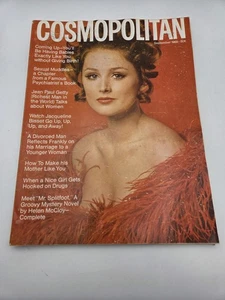 COSMOPOLITAN
Coming Up–You'll
Be Having Babies
Exactly Like You,
without Giving Birth!
Sexual Muddles:
A Chapter
from a Famous
Psychiatrist's Book
Jean Paul Getty
(Richest Man in
the World) Talks
about Women
Watch Jacqueline
Bisset Go Up, Up,
Up, and Away!
A Divorced Man
Reflects Frankly on
his Marriage to a
Younger Woman
How To Make his
Mother Like You
When a Nice Girl Gets
Hooked on Drugs
Meet "Mr. Splitfoot," A
Groovy Mystery Novel
by Helen McCloy–
Complete